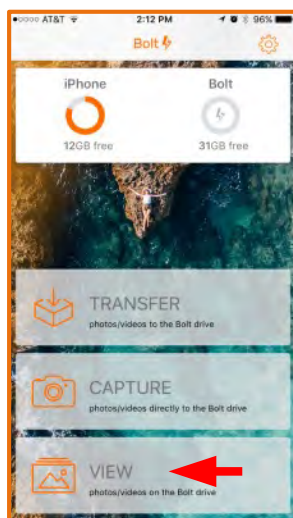 AT&T 2:12 PM 96%
Bolt
iPhone Bolt
12GB free 31GB free
TRANSFER
photos/videos to the Bolt drive
CAPTURE
photos/videos directly to the Bolt drive
VIEW
photos/videos on the Bolt drive